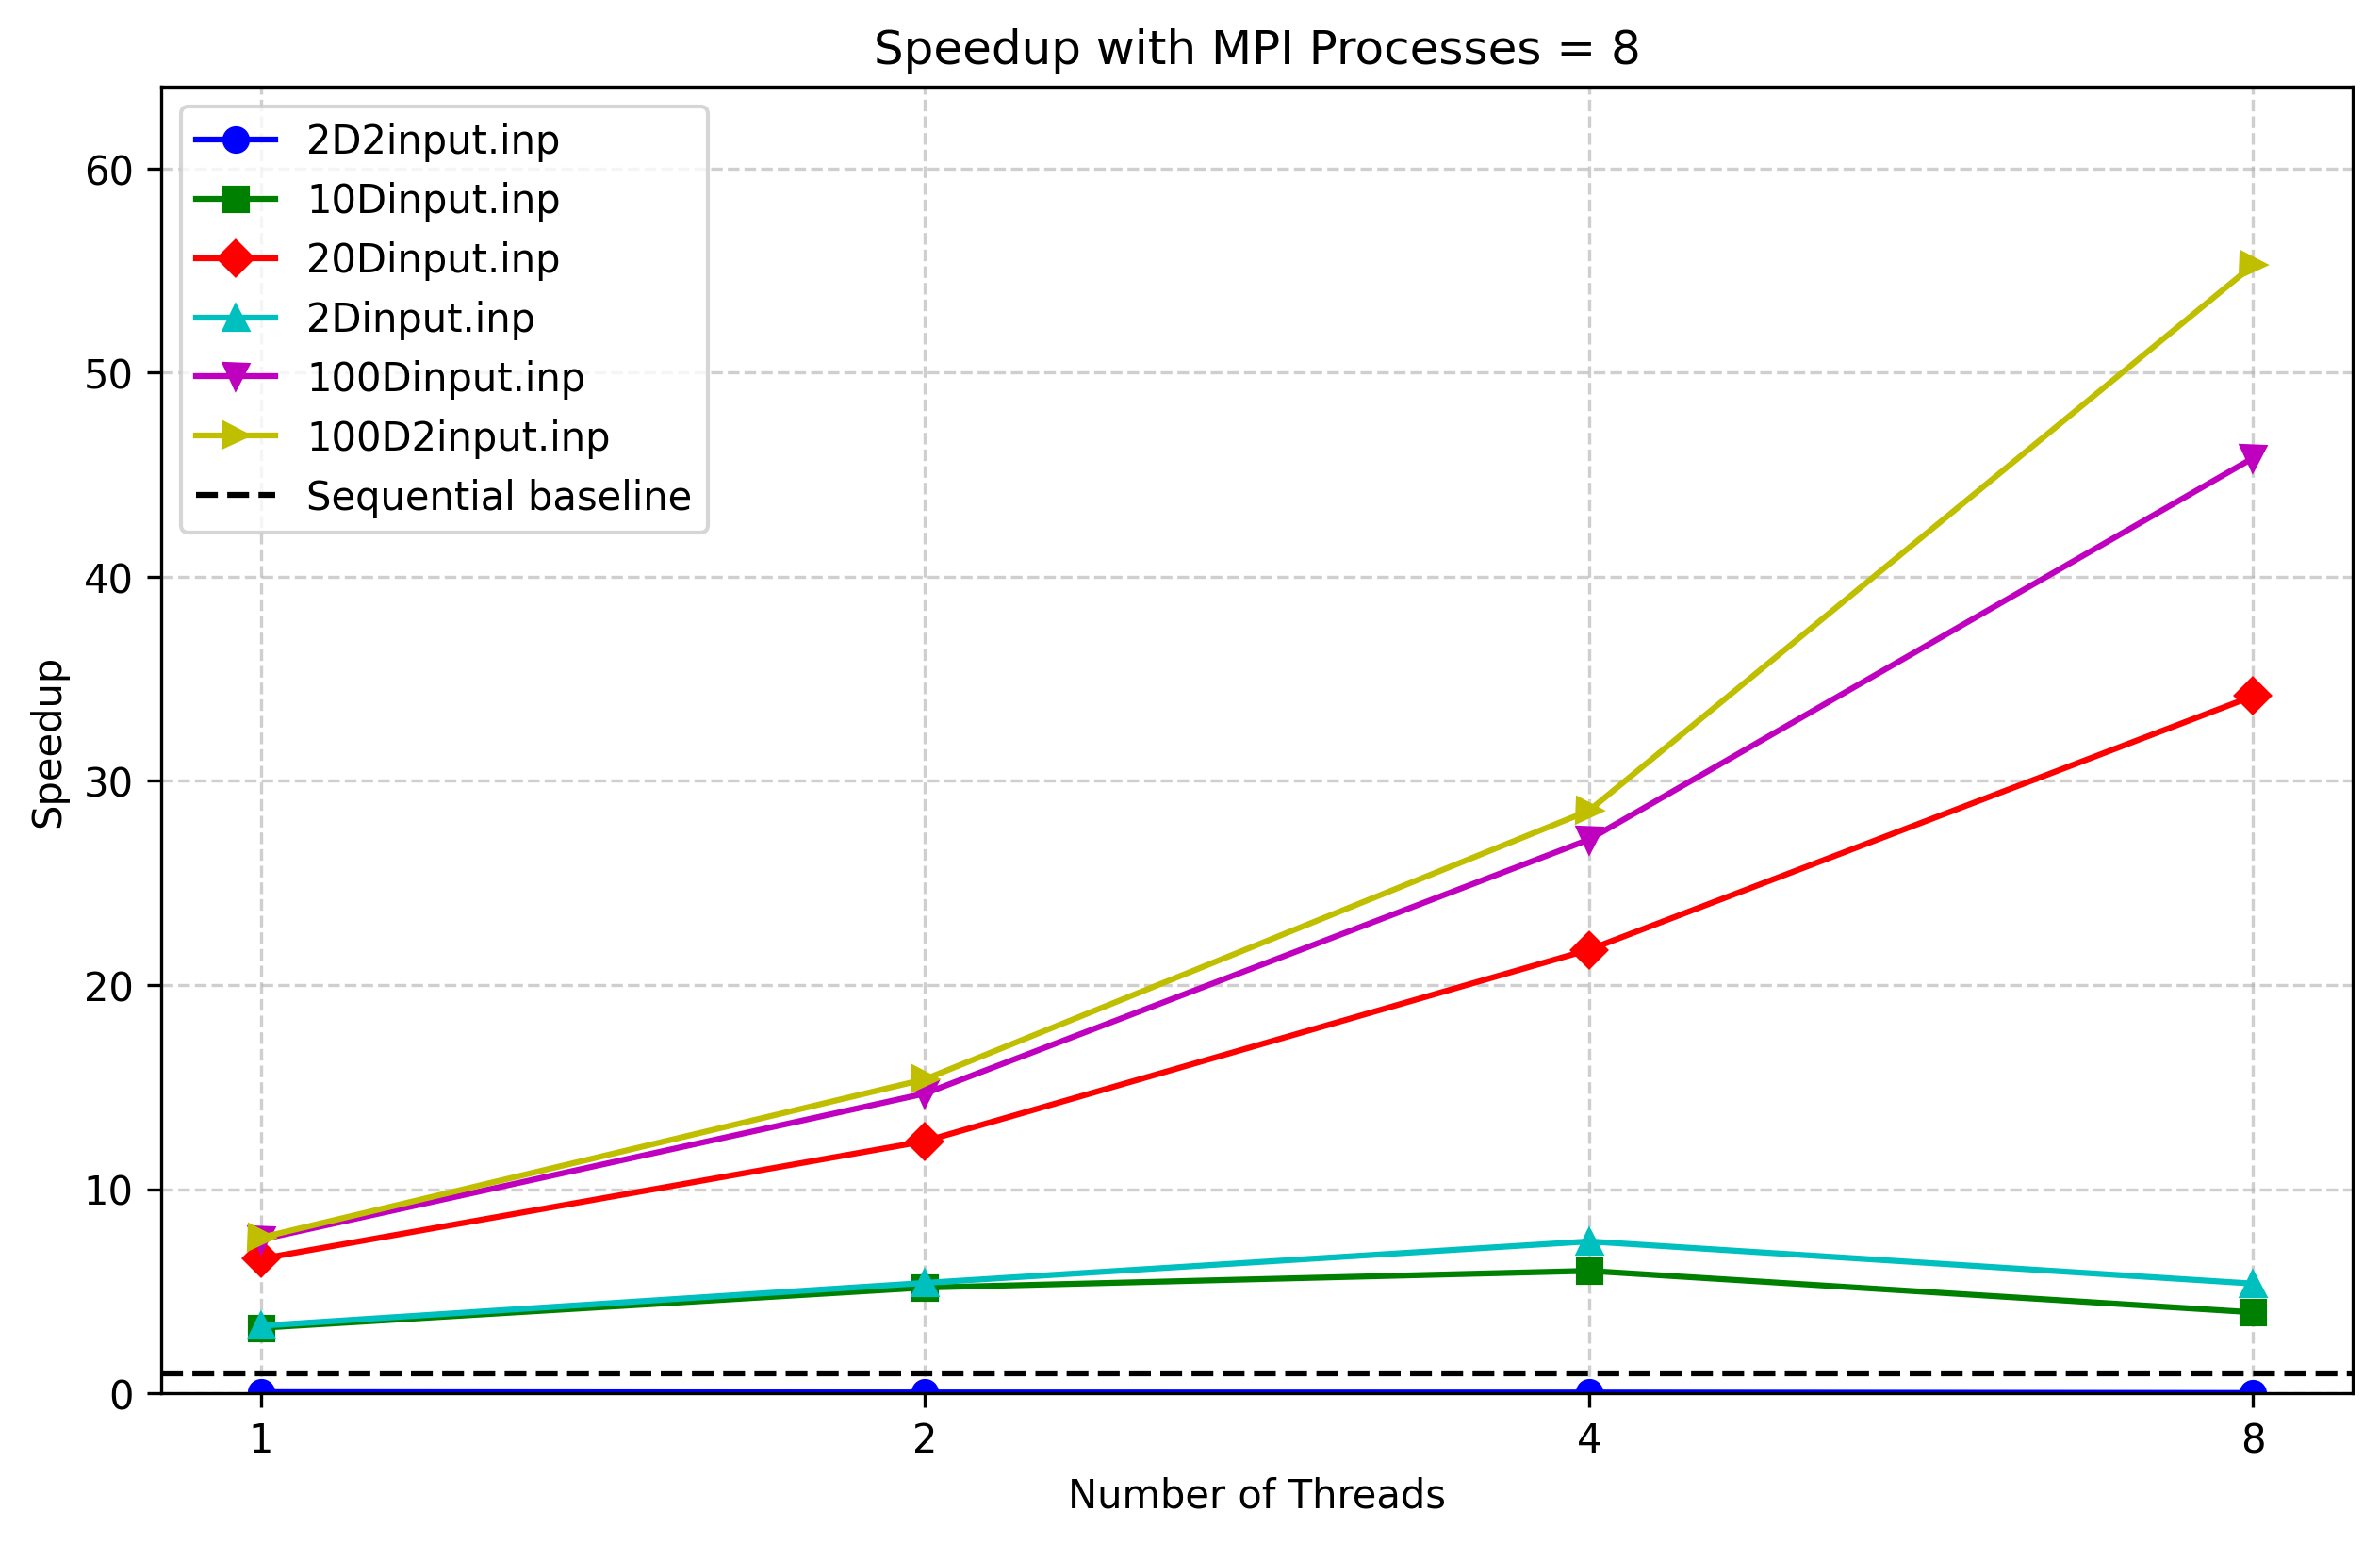 Speedup with MPI Processes = 8
2D2input.inp
10Dinput.inp
20Dinput.inp
2Dinput.inp
100Dinput.inp
100D2input.inp
Sequential baseline
Speedup
60
50
40
30
20
10
0
1 2 4 8
Number of Threads